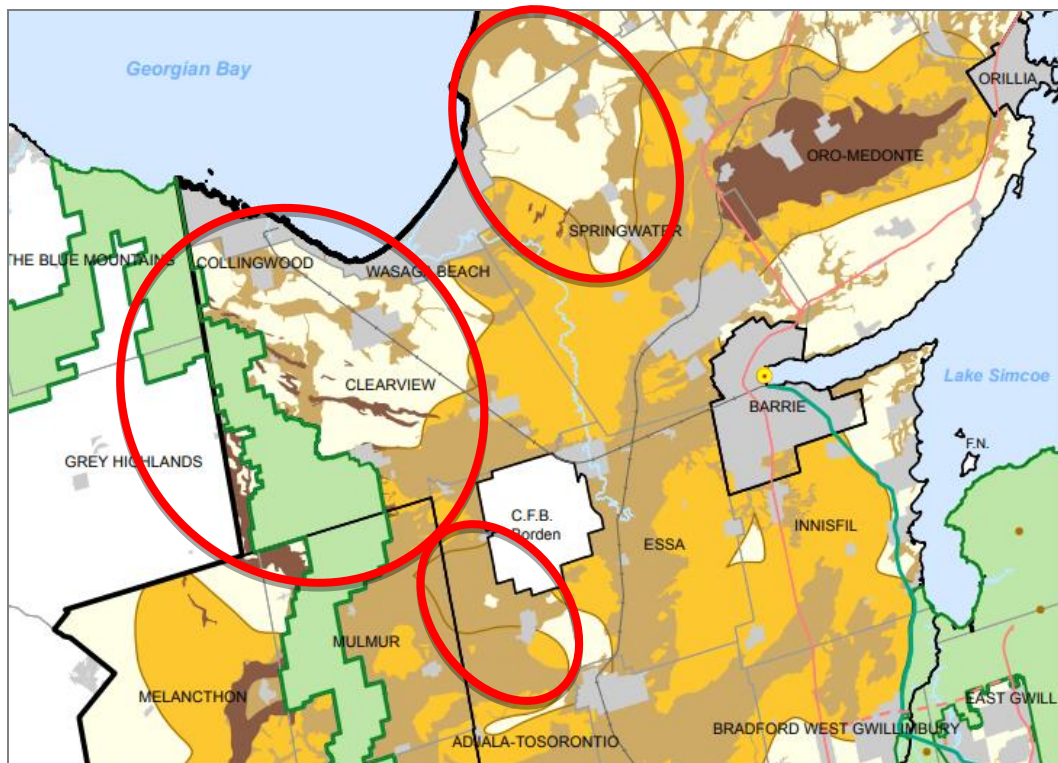 Georgian Bay
ORILLIA
ORO-MEDONTE
SPRINGWATER
THE BLUE MOUNTAINS
COLLINGWOOD
WASAGA BEACH
CLEARVIEW
Lake Simcoe
BARRIE
F.N.
GREY HIGHLANDS
C.F.B.
Borden
INNISFIL
ESSA
MULMUR
MELANCTHON
EAST GWILL
BRADFORD WEST GWILLIMBURY
ADJALA-TOSORONTIO